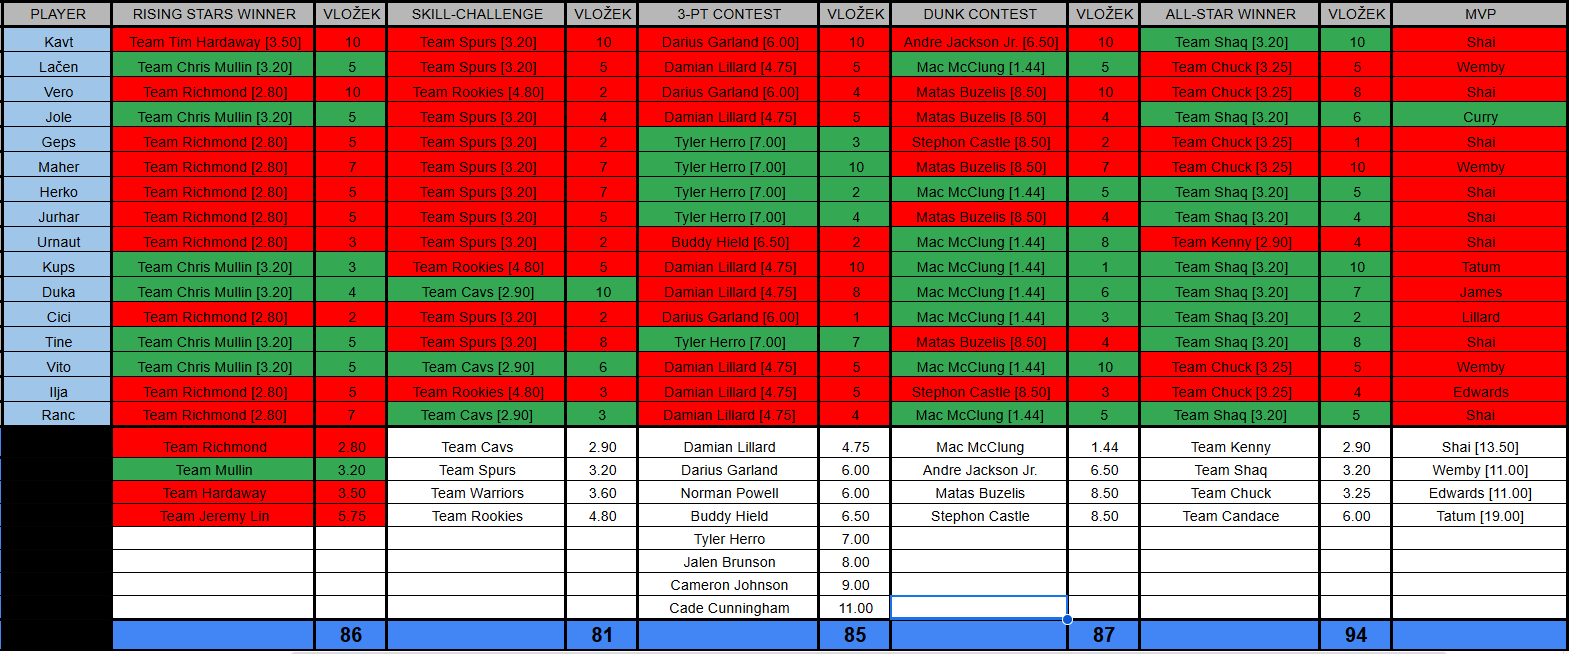 PLAYER RISING STARS WINNER VLOŽEK SKILL-CHALLENGE VLOŽEK 3-PT CONTEST VLOŽEK DUNK CONTEST VLOŽEK ALL-STAR WINNER VLOŽEK MVP
Kavt Team Tim Hardaway [3.50] 10 Team Spurs [3.20] 10 Darius Garland [6.00] 10 Andre Jackson Jr. [6.50] 10 Team Shaq [3.20] 10 Shai
Lačen Team Chris Mullin [3.20] 5 Team Spurs [3.20] 5 Damian Lillard [4.75] 5 Mac McClung [1.44] 5 Team Chuck [3.25] 5 Wemby
Vero Team Richmond [2.80] 10 Team Rookies [4.80] 2 Darius Garland [6.00] 4 Matas Buzelis [8.50] 10 Team Chuck [3.25] 8 Shai
Jole Team Chris Mullin [3.20] 5 Team Spurs [3.20] 4 Damian Lillard [4.75] 5 Matas Buzelis [8.50] 4 Team Shaq [3.20] 6 Curry
Geps Team Richmond [2.80] 5 Team Spurs [3.20] 2 Tyler Herro [7.00] 3 Stephon Castle [8.50] 2 Team Chuck [3.25] 1 Shai
Maher Team Richmond [2.80] 7 Team Spurs [3.20] 7 Tyler Herro [7.00] 10 Matas Buzelis [8.50] 7 Team Chuck [3.25] 10 Wemby
Herko Team Richmond [2.80] 5 Team Spurs [3.20] 7 Tyler Herro [7.00] 2 Mac McClung [1.44] 5 Team Shaq [3.20] 5 Shai
Jurhar Team Richmond [2.80] 5 Team Spurs [3.20] 5 Tyler Herro [7.00] 4 Matas Buzelis [8.50] 4 Team Shaq [3.20] 4 Shai
Urnaut Team Richmond [2.80] 3 Team Spurs [3.20] 2 Buddy Hield [6.50] 2 Mac McClung [1.44] 8 Team Kenny [2.90] 4 Shai
Kups Team Chris Mullin [3.20] 3 Team Rookies [4.80] 5 Damian Lillard [4.75] 10 Mac McClung [1.44] 1 Team Shaq [3.20] 10 Tatum
Duka Team Chris Mullin [3.20] 4 Team Cavs [2.90] 10 Damian Lillard [4.75] 8 Mac McClung [1.44] 6 Team Shaq [3.20] 7 James
Cici Team Richmond [2.80] 2 Team Spurs [3.20] 2 Darius Garland [6.00] 1 Mac McClung [1.44] 3 Team Shaq [3.20] 2 Lillard
Tine Team Chris Mullin [3.20] 5 Team Spurs [3.20] 8 Tyler Herro [7.00] 7 Matas Buzelis [8.50] 4 Team Shaq [3.20] 8 Shai
Vito Team Chris Mullin [3.20] 5 Team Cavs [2.90] 6 Damian Lillard [4.75] 5 Mac McClung [1.44] 10 Team Chuck [3.25] 5 Wemby
Ilja Team Richmond [2.80] 5 Team Rookies [4.80] 3 Damian Lillard [4.75] 5 Stephon Castle [8.50] 3 Team Chuck [3.25] 4 Edwards
Ranc Team Richmond [2.80] 7 Team Cavs [2.90] 3 Damian Lillard [4.75] 4 Mac McClung [1.44] 5 Team Shaq [3.20] 5 Shai
Team Richmond 2.80 Team Cavs 2.90 Damian Lillard 4.75 Mac McClung 1.44 Team Kenny 2.90 Shai [13.50]
Team Mullin 3.20 Team Spurs 3.20 Darius Garland 6.00 Andre Jackson Jr. 6.50 Team Shaq 3.20 Wemby [11.00]
Team Hardaway 3.50 Team Warriors 3.60 Norman Powell 6.00 Matas Buzelis 8.50 Team Chuck 3.25 Edwards [11.00]
Team Jeremy Lin 5.75 Team Rookies 4.80 Buddy Hield 6.50 Stephon Castle 8.50 Team Candace 6.00 Tatum [19.00]
Tyler Herro 7.00
Jalen Brunson 8.00
Cameron Johnson 9.00
Cade Cunningham 11.00
86 81 85 87 94